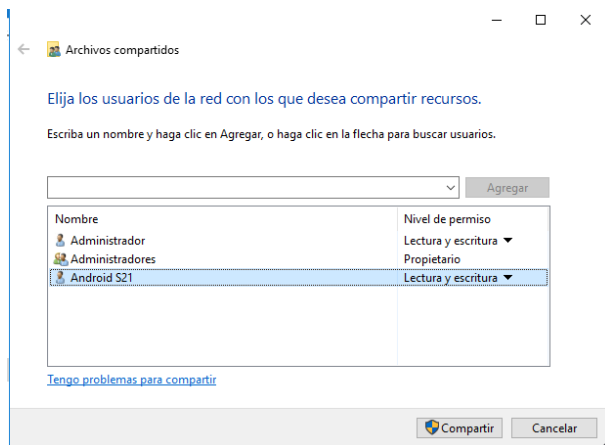 Archivos compartidos
Elija los usuarios de la red con los que desea compartir recursos.
Escriba un nombre y haga clic en Agregar, o haga clic en la flecha para buscar usuarios.
Agregar
Nombre Nivel de permiso
Administrador Lectura y escritura
Administradores Propietario
Android S21 Lectura y escritura
Tengo problemas para compartir
Compartir Cancelar